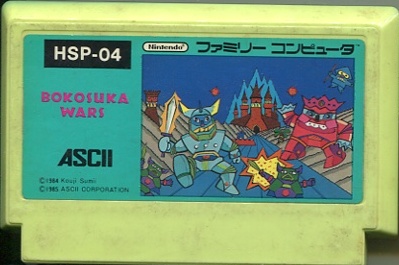 HSP-04
Nintendo
ファミリー コンピュータ
BOKOSUKA
WARS
ASCII
©1984 Kouji Sumii
©1985 ASCII CORPORATION